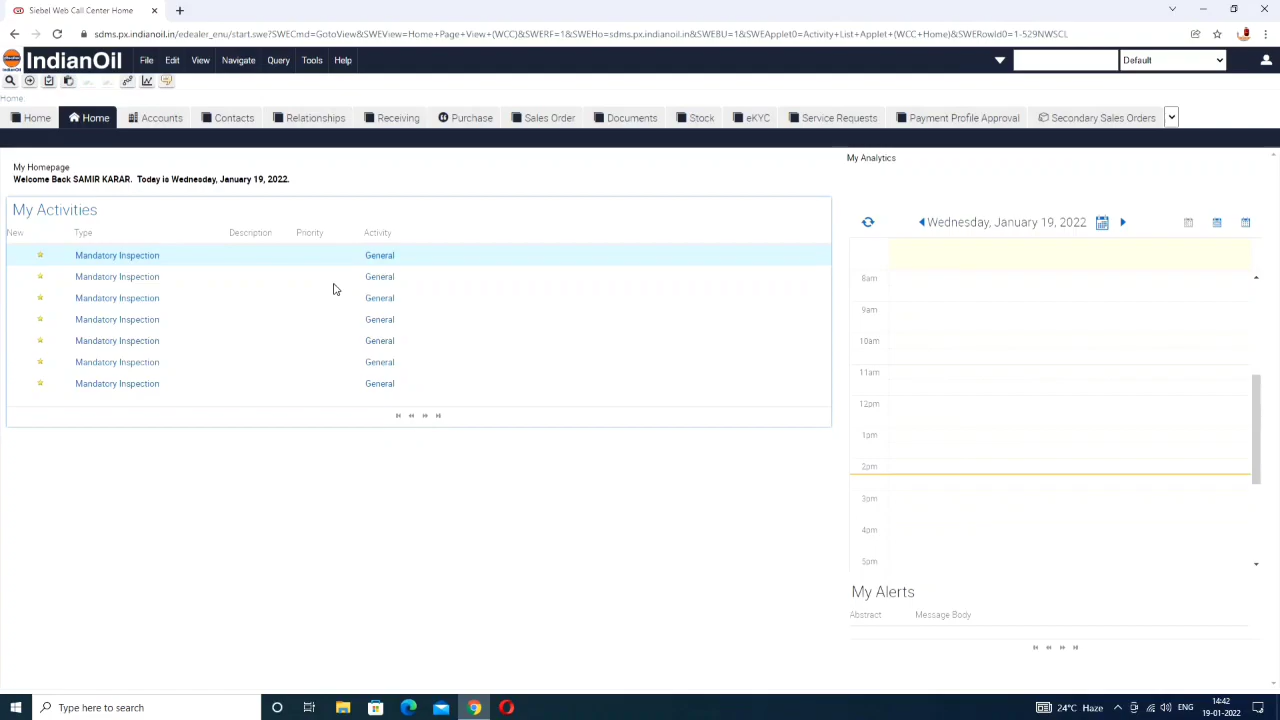 Siebel Web Call Center Home
sdms.px.indianoil.in/edealer_enu/start.swe?SWECmd=GotoView&SWEView=Home+Page+View+(WCC)&SWERF=1&SWEHo=sdms.px.indianoil.in&SWEBU=1&SWEApplet0=Activity+List+Applet+(WCC+Home)&SWERowId0=1-529NWSCL
IndianOil File Edit View Navigate Query Tools Help Default
Home:
Home Home Accounts Contacts Relationships Receiving Purchase Sales Order Documents Stock eKYC Service Requests Payment Profile Approval Secondary Sales Orders
My Homepage
Welcome Back SAMIR KARAR. Today is Wednesday, January 19, 2022.
My Activities
New Type Description Priority Activity
Mandatory Inspection General
Mandatory Inspection General
Mandatory Inspection General
Mandatory Inspection General
Mandatory Inspection General
Mandatory Inspection General
Mandatory Inspection General
My Analytics
Wednesday, January 19, 2022
8am
9am
10am
11am
12pm
1pm
2pm
3pm
4pm
5pm
My Alerts
Abstract Message Body
Type here to search
24°C Haze ENG 14:42
19-01-2022